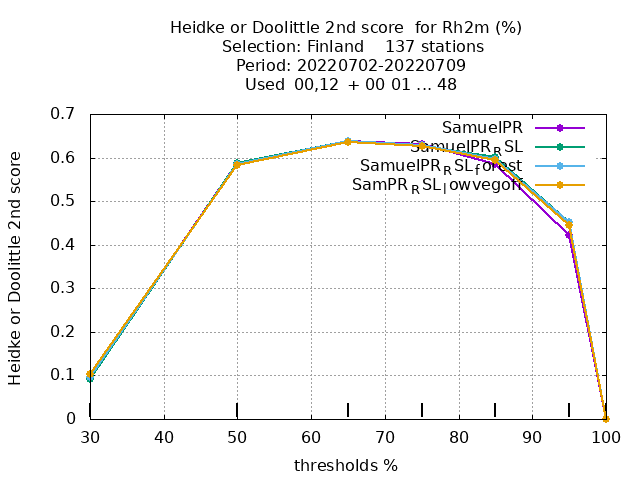 Heidke or Doolittle 2nd score  for Rh2m (%)
Selection: Finland    137 stations
Period: 20220702-20220709
Used  00,12  + 00 01 ... 48
0.7
0.6
0.5
0.4
0.3
0.2
0.1
0
Heidke or Doolittle 2nd score
SamuelPR
SamuelPR_RSL
SamuelPR_RSL_forest
SamPR_RSL_lowvegoff
30 40 50 60 70 80 90 100
thresholds %